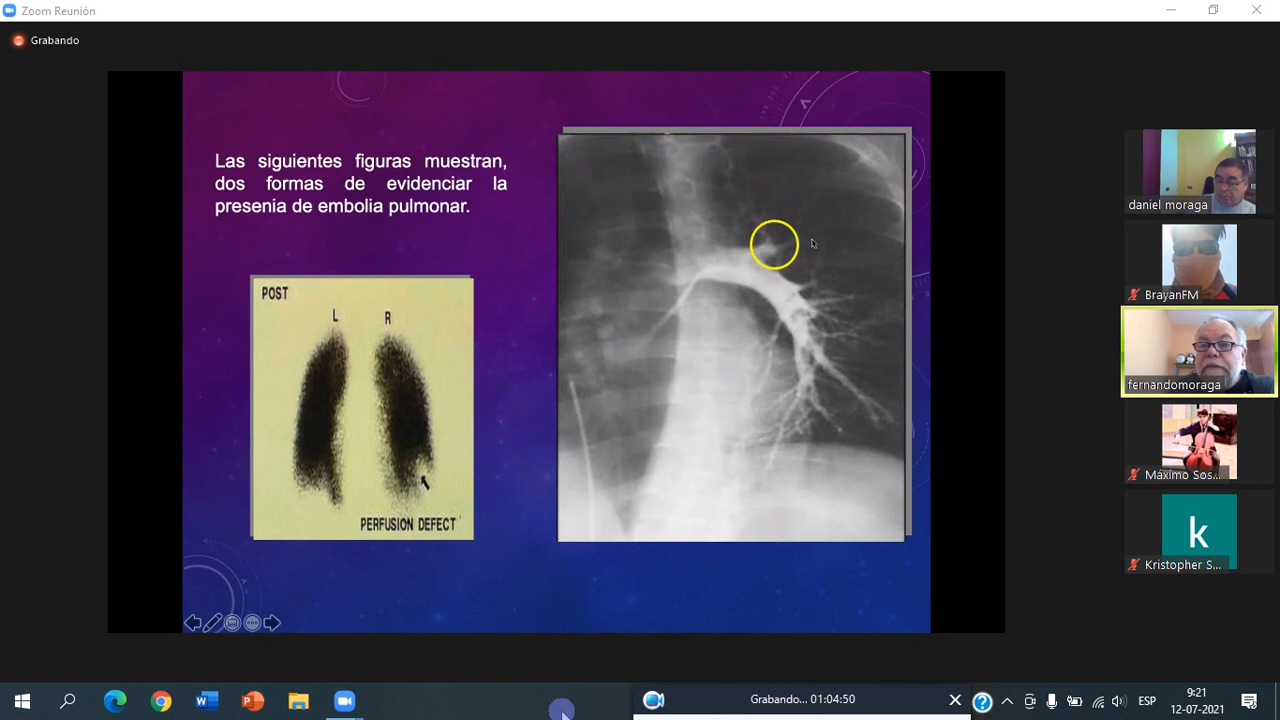 Zoom Reunión
Grabando
Las siguientes figuras muestran,
dos formas de evidenciar la
presenia de embolia pulmonar.
POST
L R
PERFUSION DEFECT
daniel moraga
BrayanFM
fernandomoraga
Máximo Sos...
k
Kristopher S...
Grabando... 01:04:50
ESP
9:21
12-07-2021